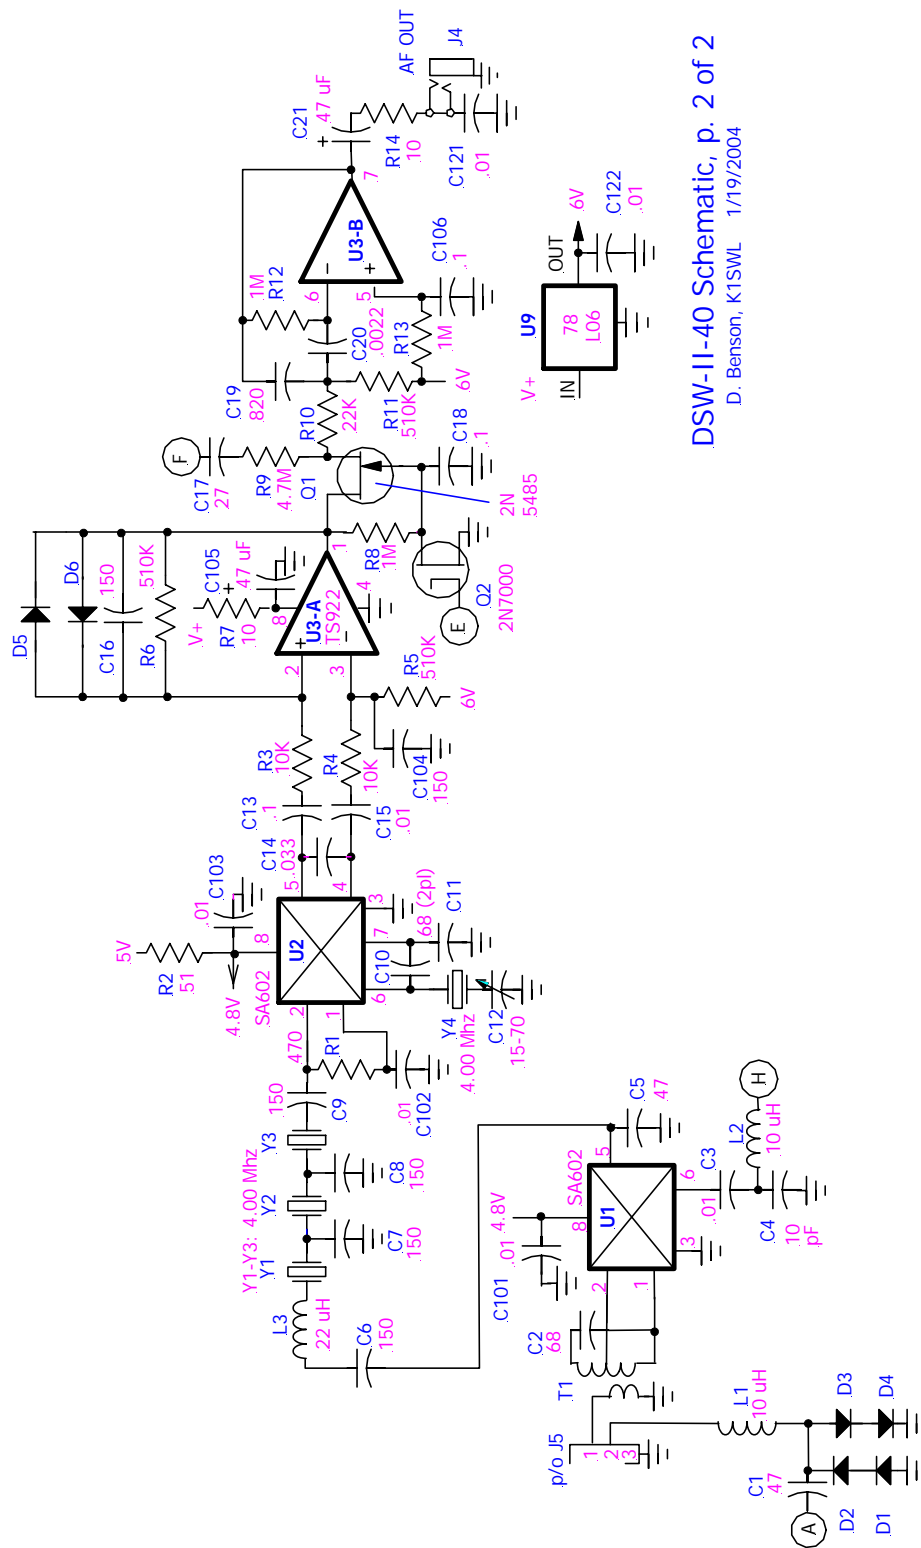 DSW-II-40 Schematic, p. 2 of 2
D. Benson, K1SWL 1/19/2004
A
C1
47
D2
D1
D3
D4
L1
10 uH
p/o J5
1
2
3
T1
C2
68
2
1
U1
SA602
8
5
3
6
4.8V
.01
C101
C5
47
C3
.01
L2
10 uH
H
C4
10
pF
C6
150
L3
22 uH
Y1-Y3: 4.00 Mhz
Y1
Y2
Y3
C7
150
C8
150
C9
150
470
R1
.01
C102
2
1
U2
SA602
8
5
4
3
7
6
5V
R2
51
4.8V
.01
C103
C10
68 (2pl)
C11
Y4
4.00 Mhz
C12
15-70
C14
.033
C13
.1
C15
.01
R3
10K
R4
10K
C104
150
R5
510K
6V
D5
D6
C16
150
R6
510K
V+
R7
10
C105
47 uF
+
2
3
8
4
1
U3-A
TS922
+
–
R8
1M
E
Q2
2N7000
Q1
2N
5485
F
C17
27
R9
4.7M
R10
22K
C18
.1
C19
820
R11
510K
6V
C20
.0022
R12
1M
R13
1M
C106
.1
6
5
7
U3-B
–
+
C21
47 uF
+
R14
10
C121
.01
AF OUT
J4
U9
78
L06
V+
IN
OUT
6V
C122
.01